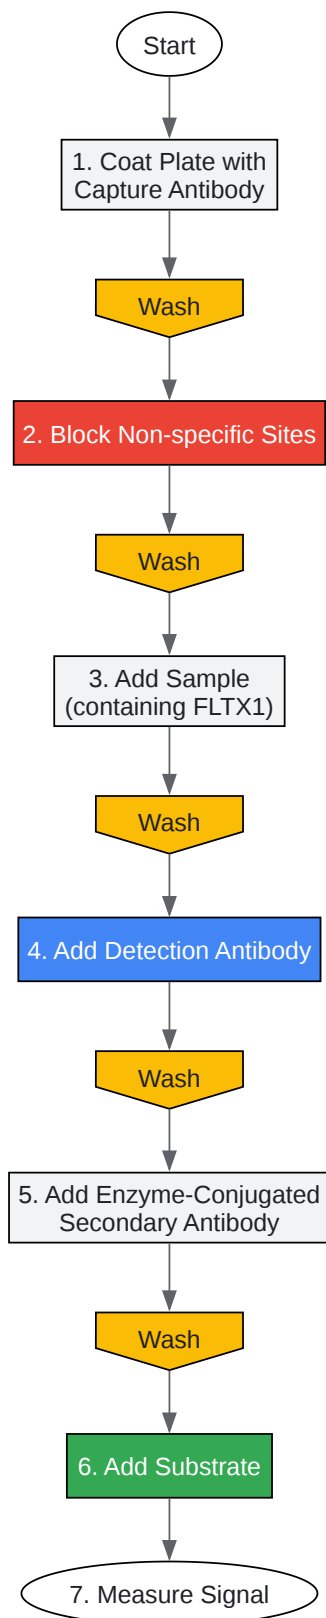 Start
1. Coat Plate with
Capture Antibody
Wash
2. Block Non-specific Sites
Wash
3. Add Sample
(containing FLTX1)
Wash
4. Add Detection Antibody
Wash
5. Add Enzyme-Conjugated
Secondary Antibody
Wash
6. Add Substrate
7. Measure Signal